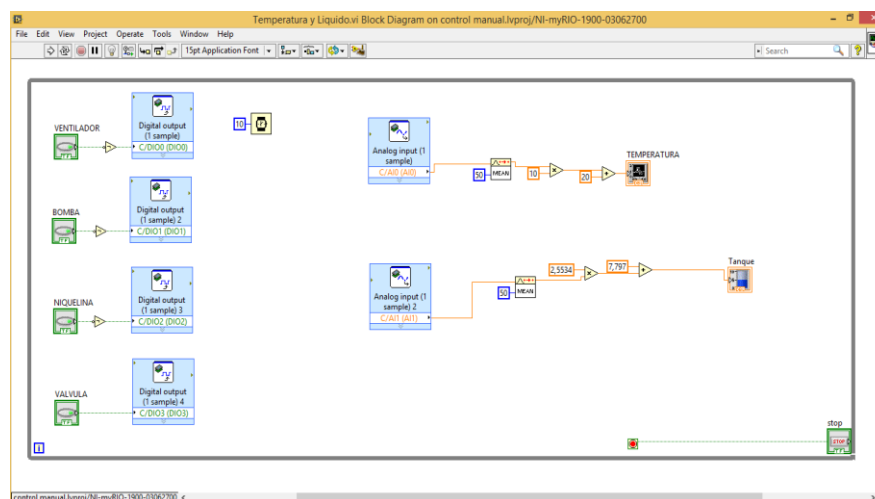 Temperatura y Liquido.vi Block Diagram on control manual.lvproj/NI-myRIO-1900-03062700
File Edit View Project Operate Tools Window Help
15pt Application Font
Search
VENTILADOR
Digital output
(1 sample)
C/DIO0 (DIO0)
10
Analog input (1
sample)
C/AI0 (AI0)
50
MEAN
10
20
TEMPERATURA
BOMBA
Digital output
(1 sample) 2
C/DIO1 (DIO1)
NIQUELINA
Digital output
(1 sample) 3
C/DIO2 (DIO2)
Analog input (1
sample) 2
C/AI1 (AI1)
50
MEAN
2,5534
7,797
Tanque
VALVULA
Digital output
(1 sample) 4
C/DIO3 (DIO3)
stop
STOP
i
control manual.lvproj/NI-myRIO-1900-03062700